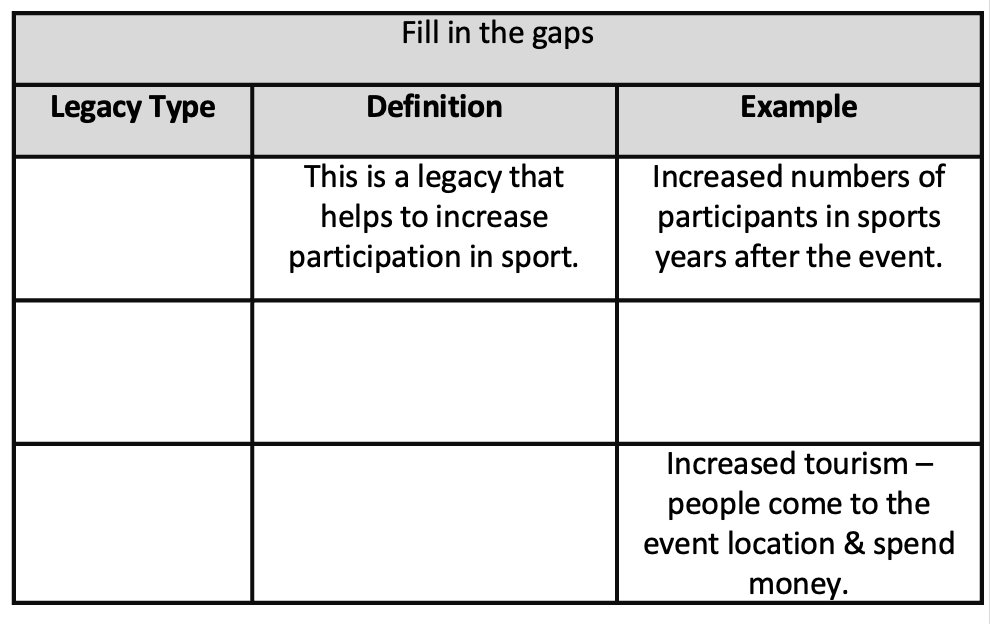 Fill in the gaps
Legacy Type
Definition
Example
This is a legacy that
helps to increase
participation in sport.
Increased numbers of
participants in sports
years after the event.
Increased tourism –
people come to the
event location & spend
money.